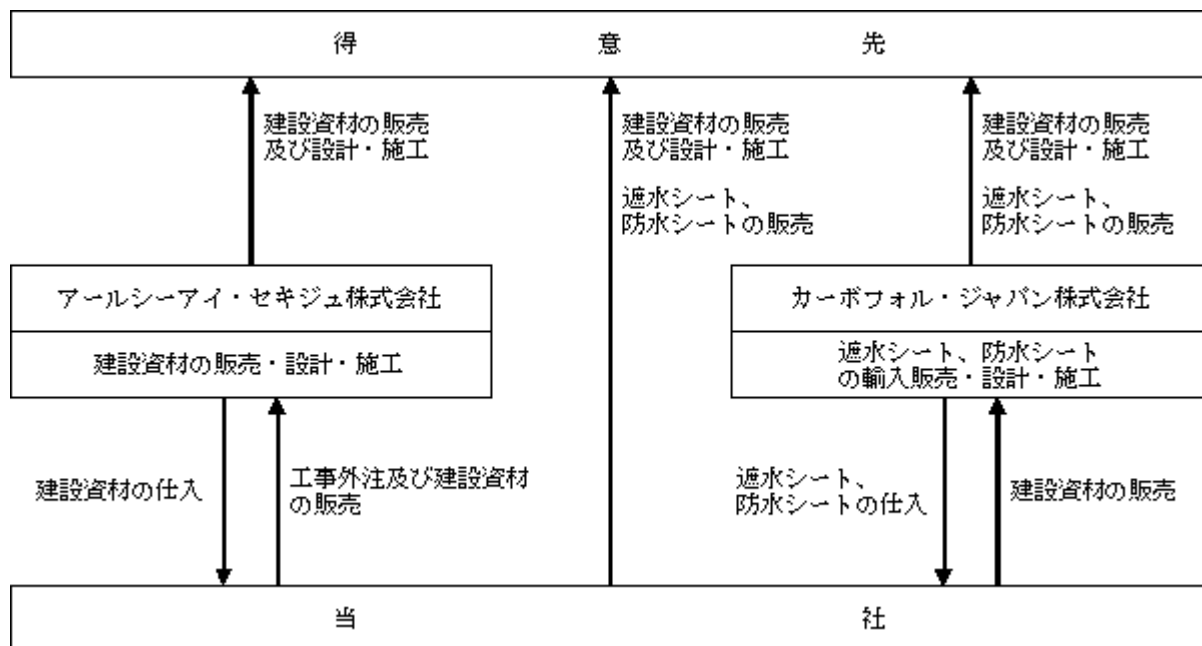 得意先
建設資材の販売
及び設計・施工
建設資材の販売
及び設計・施工
遮水シート、
防水シートの販売
建設資材の販売
及び設計・施工
遮水シート、
防水シートの販売
アールシーアイ・セキジュ株式会社
建設資材の販売・設計・施工
カーボフォル・ジャパン株式会社
遮水シート、防水シート
の輸入販売・設計・施工
建設資材の仕入
工事外注及び建設資材
の販売
遮水シート、
防水シートの仕入
建設資材の販売
当社